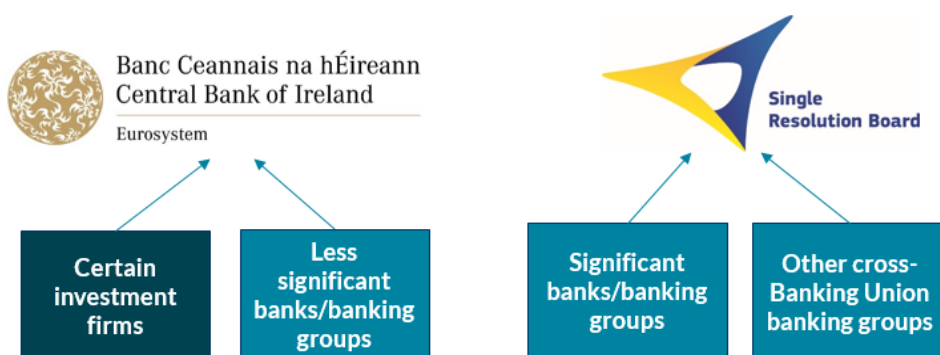 Banc Ceannais na hÉireann
Central Bank of Ireland
Eurosystem
Single
Resolution Board
Certain
investment
firms
Less
significant
banks/banking
groups
Significant
banks/banking
groups
Other cross-
Banking Union
banking groups